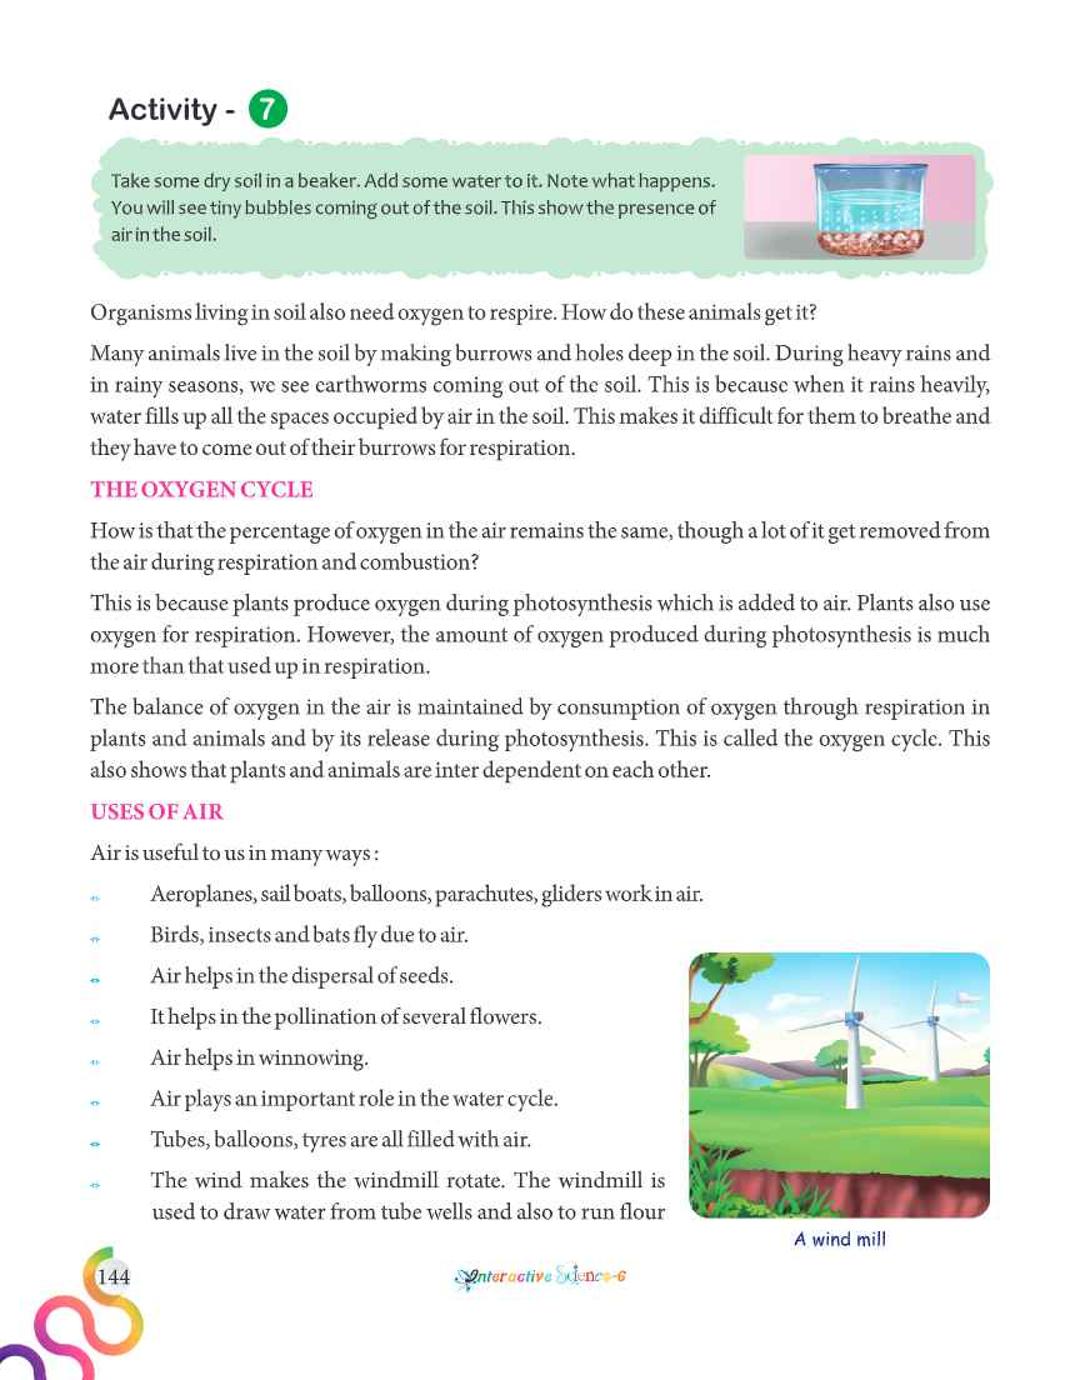 Activity - 7
Take some dry soil in a beaker. Add some water to it. Note what happens.
You will see tiny bubbles coming out of the soil. This show the presence of
air in the soil.
Organisms living in soil also need oxygen to respire. How do these animals get it?
Many animals live in the soil by making burrows and holes deep in the soil. During heavy rains and
in rainy seasons, we see earthworms coming out of the soil. This is because when it rains heavily,
water fills up all the spaces occupied by air in the soil. This makes it difficult for them to breathe and
they have to come out of their burrows for respiration.
THE OXYGEN CYCLE
How is that the percentage of oxygen in the air remains the same, though a lot of it get removed from
the air during respiration and combustion?
This is because plants produce oxygen during photosynthesis which is added to air. Plants also use
oxygen for respiration. However, the amount of oxygen produced during photosynthesis is much
more than that used up in respiration.
The balance of oxygen in the air is maintained by consumption of oxygen through respiration in
plants and animals and by its release during photosynthesis. This is called the oxygen cycle. This
also shows that plants and animals are inter dependent on each other.
USES OF AIR
Air is useful to us in many ways :
Aeroplanes, sail boats, balloons, parachutes, gliders work in air.
Birds, insects and bats fly due to air.
Air helps in the dispersal of seeds.
It helps in the pollination of several flowers.
Air helps in winnowing.
Air plays an important role in the water cycle.
Tubes, balloons, tyres are all filled with air.
The wind makes the windmill rotate. The windmill is
used to draw water from tube wells and also to run flour
A wind mill
144
Interactive Science-6